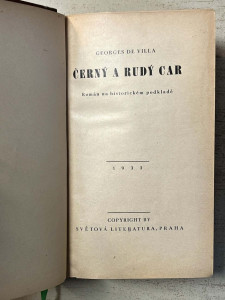 GEORGES DE VILLA
ČERNÝ A RUDÝ CAR
Román na historickém podkladě
1933
COPYRIGHT BY
SVĚTOVÁ LITERATURA, PRAHA